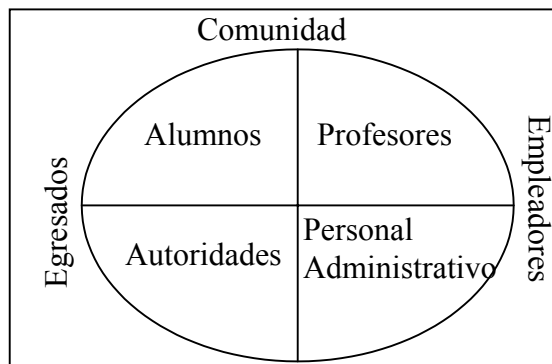 Comunidad
Alumnos
Profesores
Egresados
Empleadores
Autoridades
Personal
Administrativo